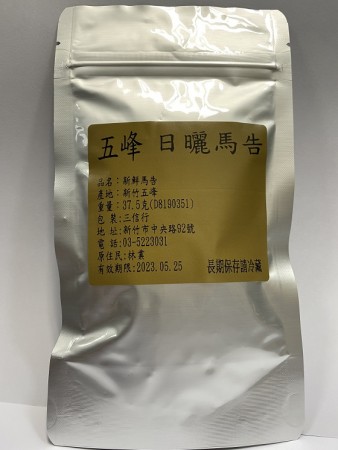 五峰 日曬馬告
品名：新鮮馬告
產地：新竹五峰
重量：37.5克(D8190351)
包 裝:三信行
地 址:新竹市中央路92號
電 話:03-5223031
原住民:林業
有效期限:2023.05.25 長期保存請冷藏